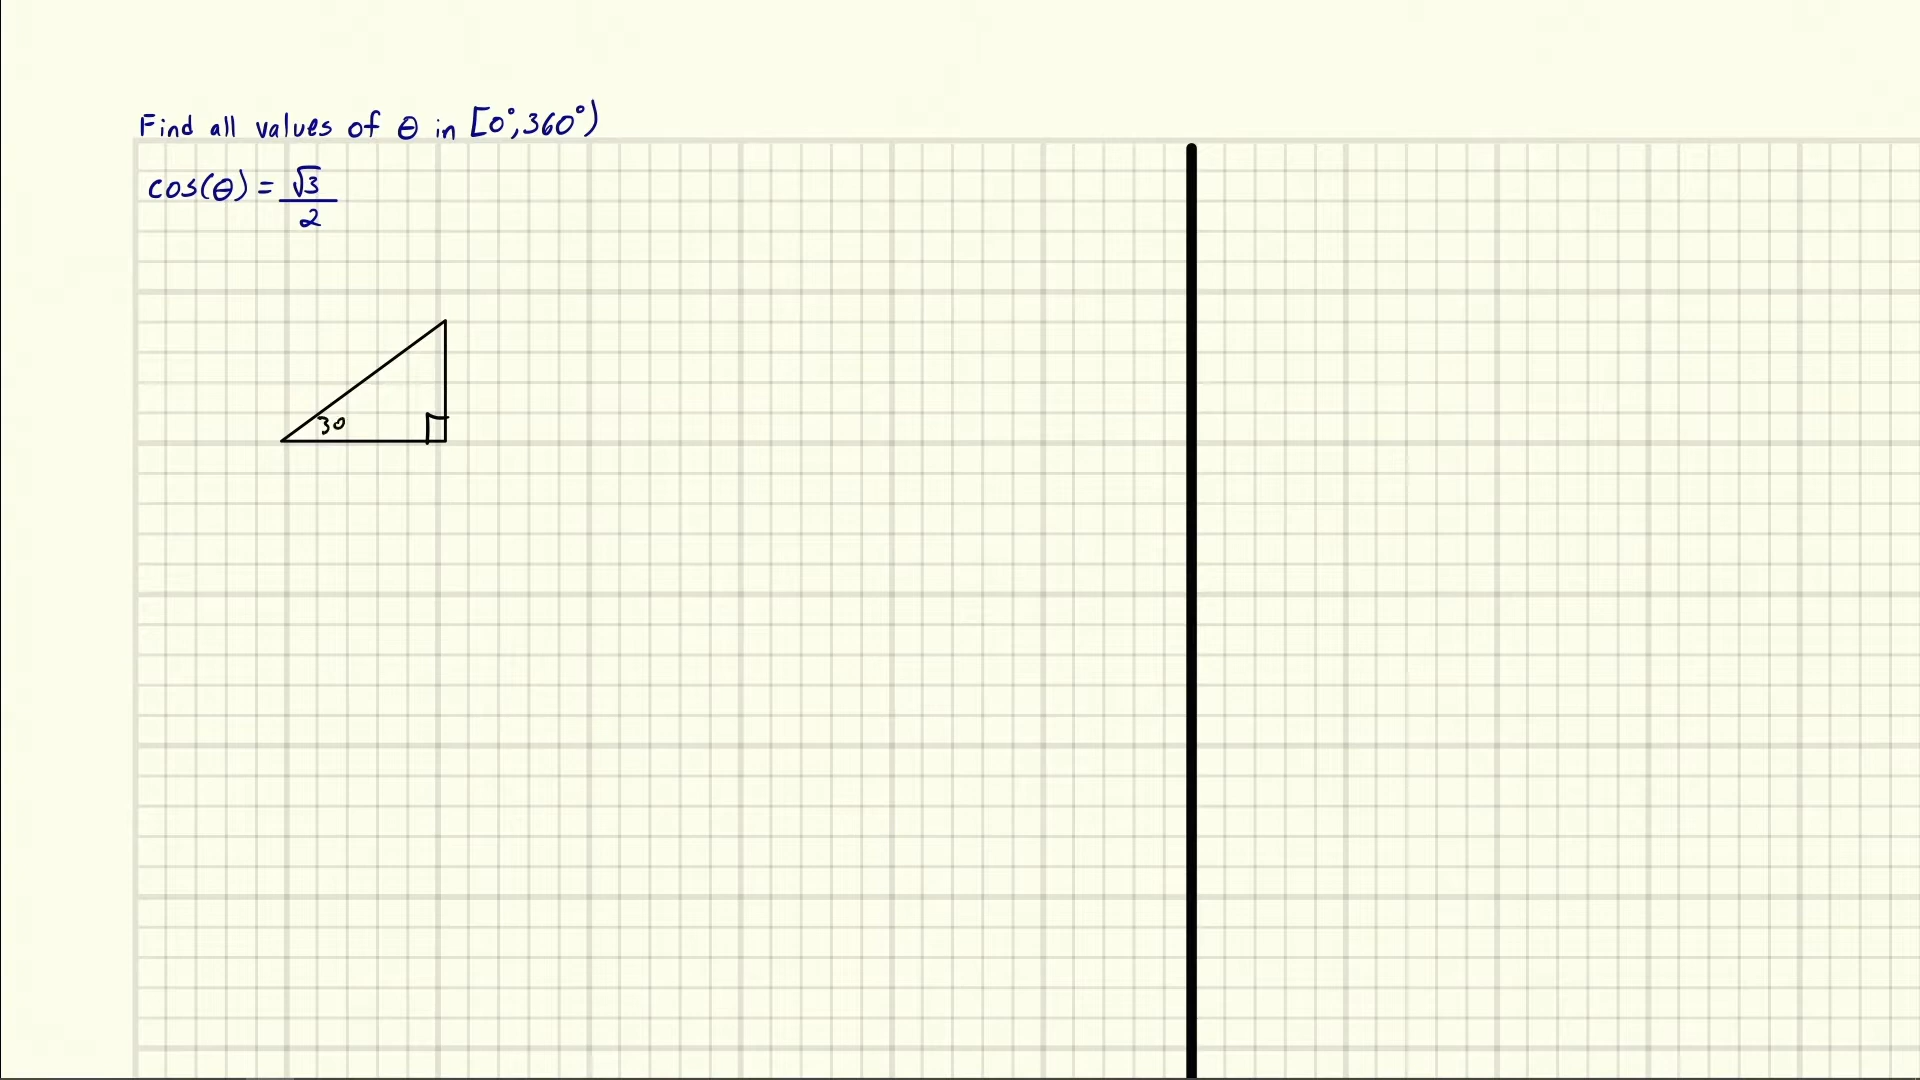 Find all values of θ in [0°, 360°)
cos(θ) = √3/2
30